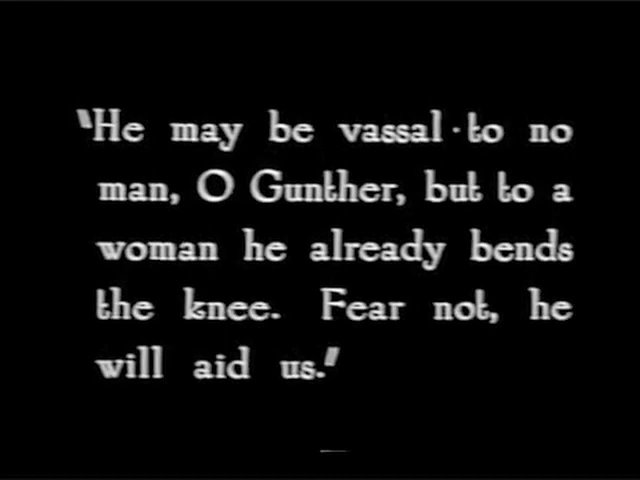 "He may be vassal·to no
man, O Gunther, but to a
woman he already bends
the knee. Fear not, he
will aid us."